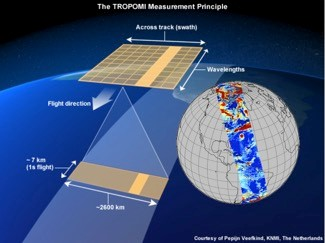 The TROPOMI Measurement Principle
Across track (swath)
Wavelengths
Flight direction
~ 7 km
(1s flight)
~2600 km
Courtesy of Pepijn Veefkind, KNMI, The Netherlands